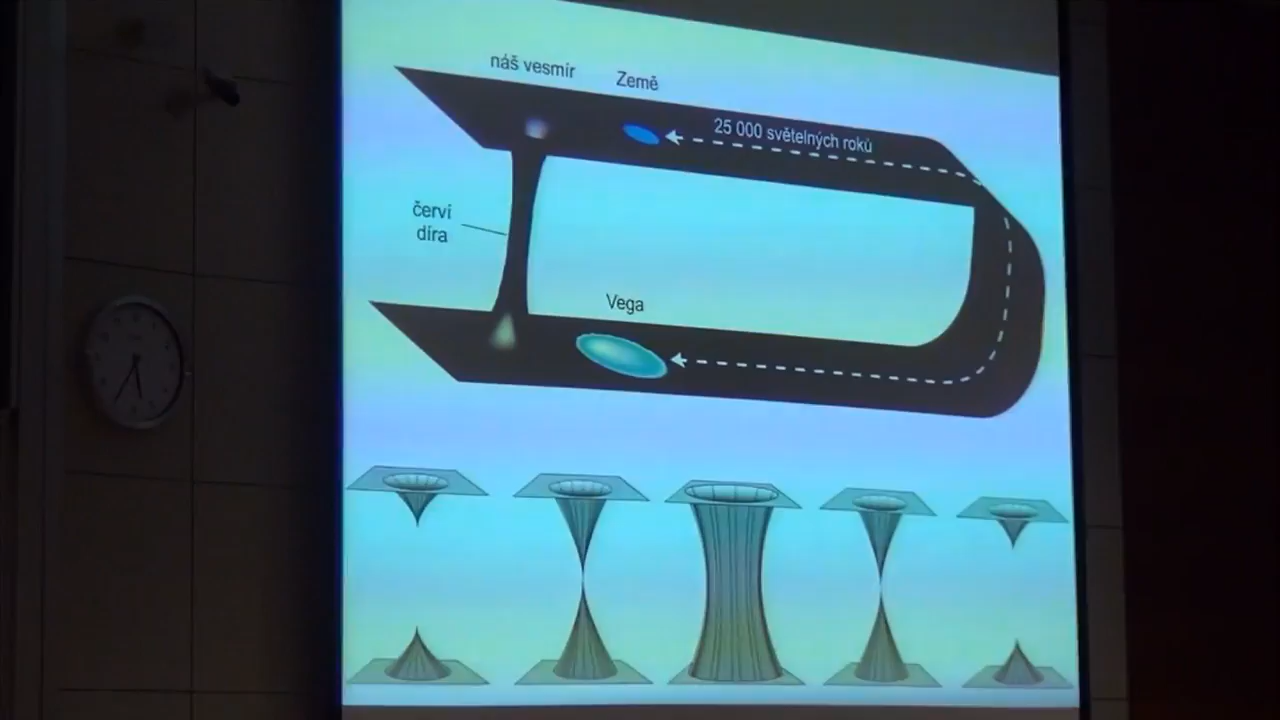 náš vesmír
Země
25 000 světelných roků
červí
díra
Vega